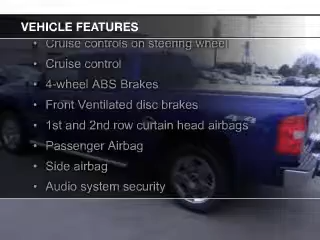 VEHICLE FEATURES
• Cruise controls on steering wheel
• Cruise control
• 4-wheel ABS Brakes
• Front Ventilated disc brakes
• 1st and 2nd row curtain head airbags
• Passenger Airbag
• Side airbag
• Audio system security